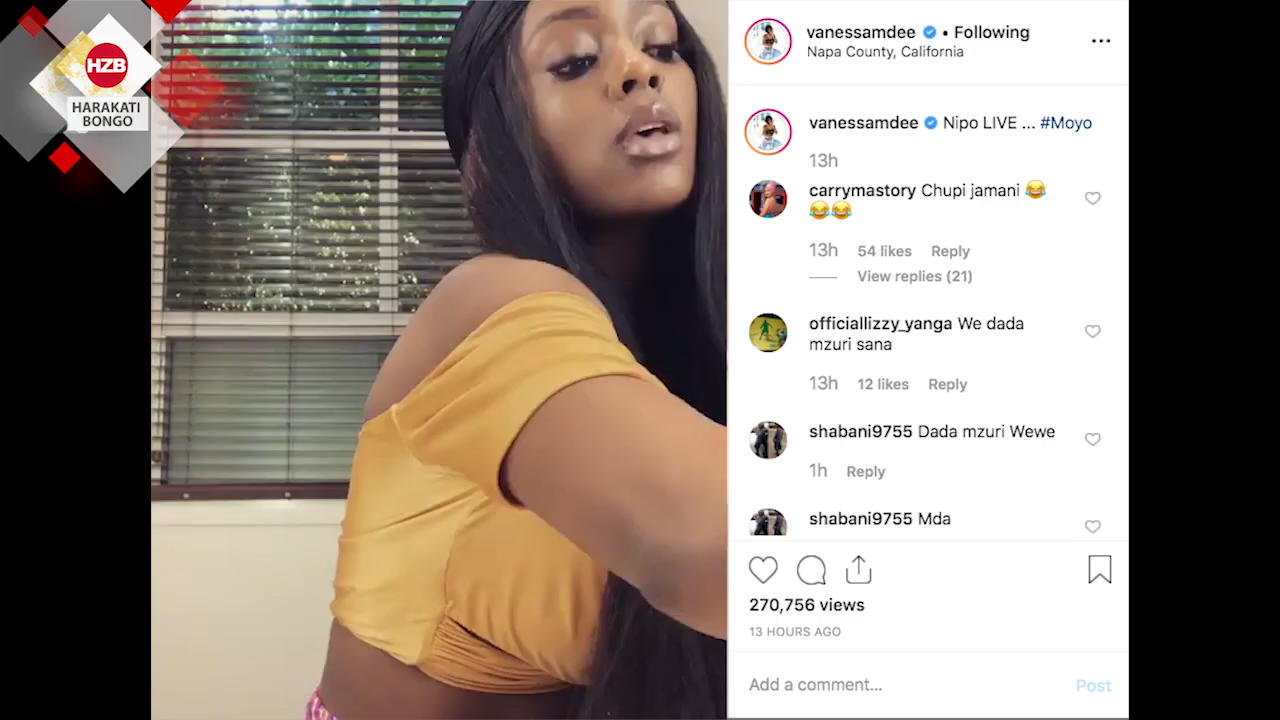 HZB
HARAKATI
BONGO
vanessamdee • Following
Napa County, California
vanessamdee Nipo LIVE ... #Moyo
13h
carrymastory Chupi jamani 😂
😂😂
13h 54 likes Reply
View replies (21)
officiallizzy_yanga We dada
mzuri sana
13h 12 likes Reply
shabani9755 Dada mzuri Wewe
1h Reply
shabani9755 Mda
270,756 views
13 HOURS AGO
Add a comment... Post